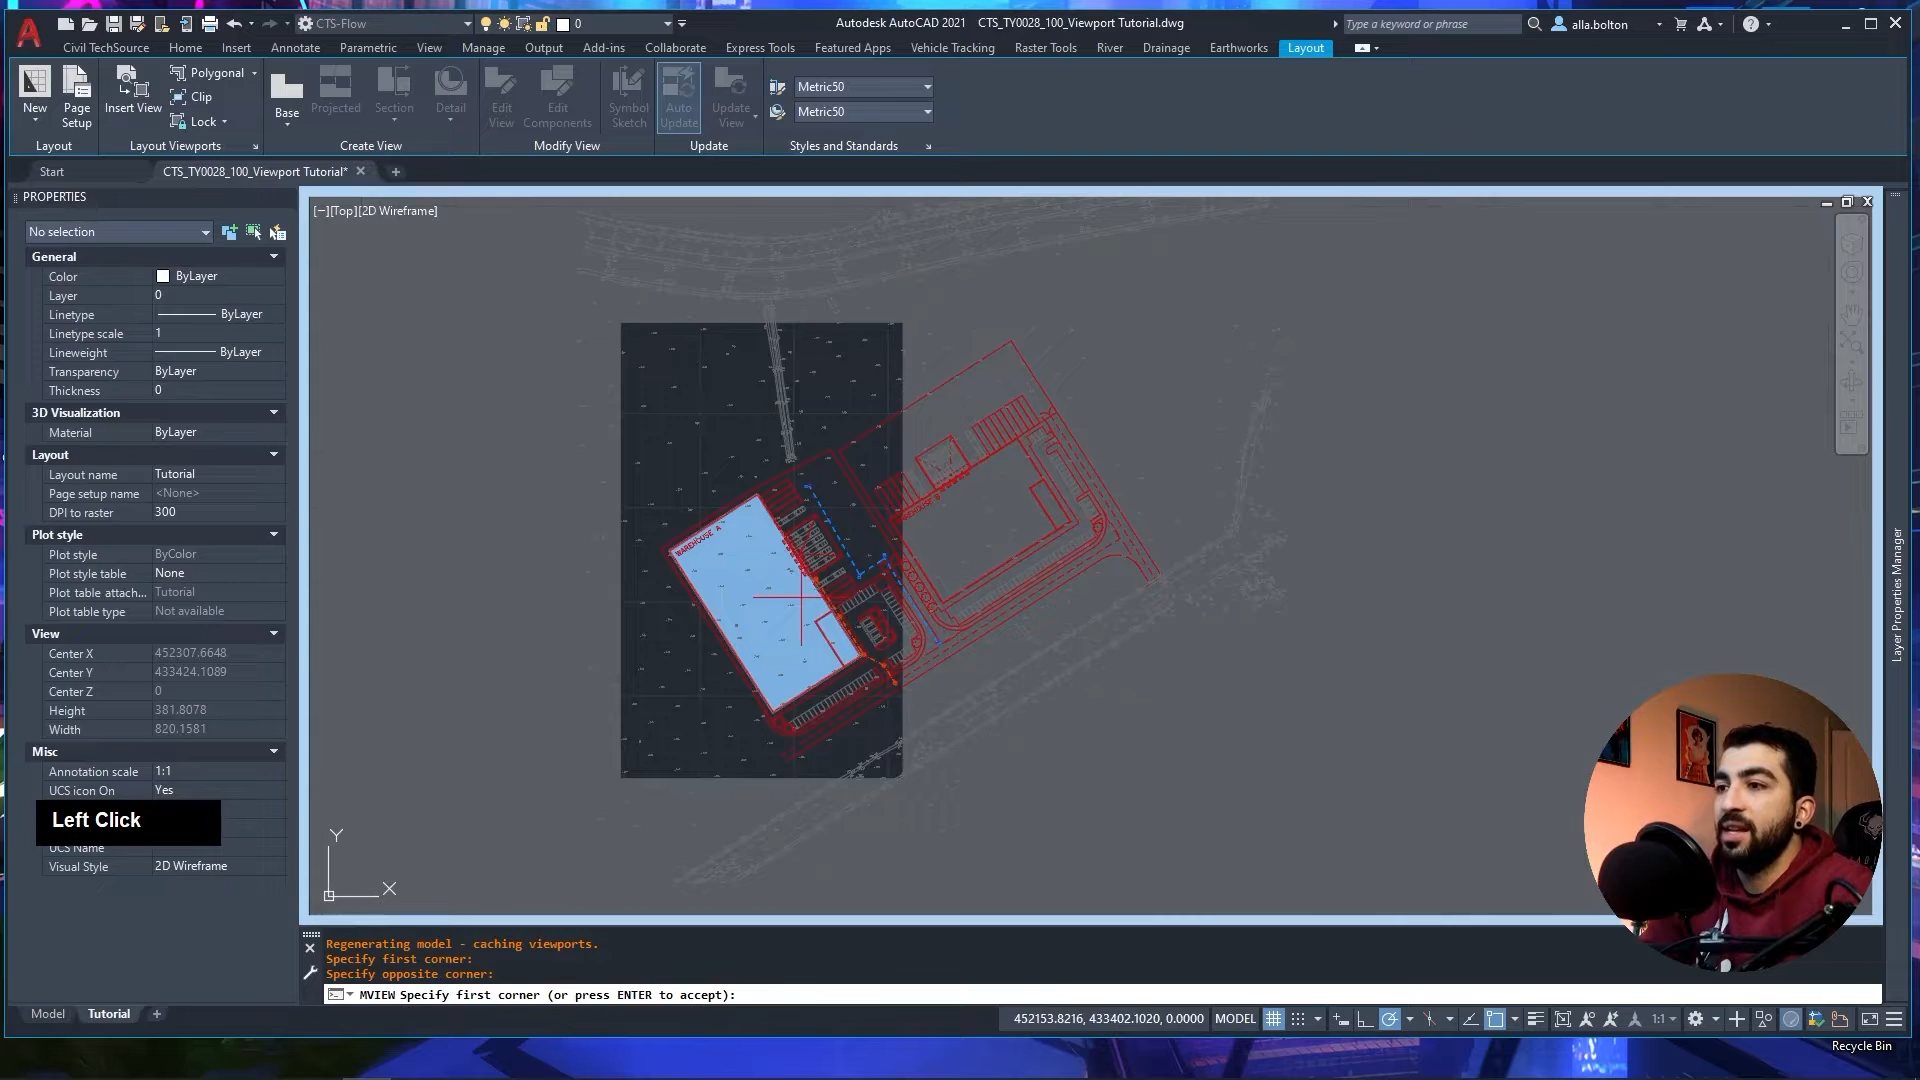 CTS-Flow
0
Autodesk AutoCAD 2021 CTS_TY0028_100_Viewport Tutorial.dwg
Type a keyword or phrase
alla.bolton
Civil TechSource Home Insert Annotate Parametric View Manage Output Add-ins Collaborate Express Tools Featured Apps Vehicle Tracking Raster Tools River Drainage Earthworks Layout
New
Page Setup
Insert View
Polygonal
Clip
Lock
Base
Projected
Section
Detail
Edit View
Edit Components
Symbol Sketch
Auto Update
Update View
Metric50
Metric50
Layout
Layout Viewports
Create View
Modify View
Update
Styles and Standards
Start
CTS_TY0028_100_Viewport Tutorial*
PROPERTIES
No selection
General
Color ByLayer
Layer 0
Linetype ByLayer
Linetype scale 1
Lineweight ByLayer
Transparency ByLayer
Thickness 0
3D Visualization
Material ByLayer
Layout
Layout name Tutorial
Page setup name <None>
DPI to raster 300
Plot style
Plot style ByColor
Plot style table None
Plot table attach... Tutorial
Plot table type Not available
View
Center X 452307.6648
Center Y 433424.1089
Center Z 0
Height 381.8078
Width 820.1581
Misc
Annotation scale 1:1
UCS icon On Yes
Left Click
UCS Name
Visual Style 2D Wireframe
[−][Top][2D Wireframe]
WAREHOUSE A
Y
X
Layer Properties Manager
Regenerating model - caching viewports.
Specify first corner:
Specify opposite corner:
MVIEW Specify first corner (or press ENTER to accept):
Model
Tutorial
452153.8216, 433402.1020, 0.0000 MODEL
1:1
Recycle Bin